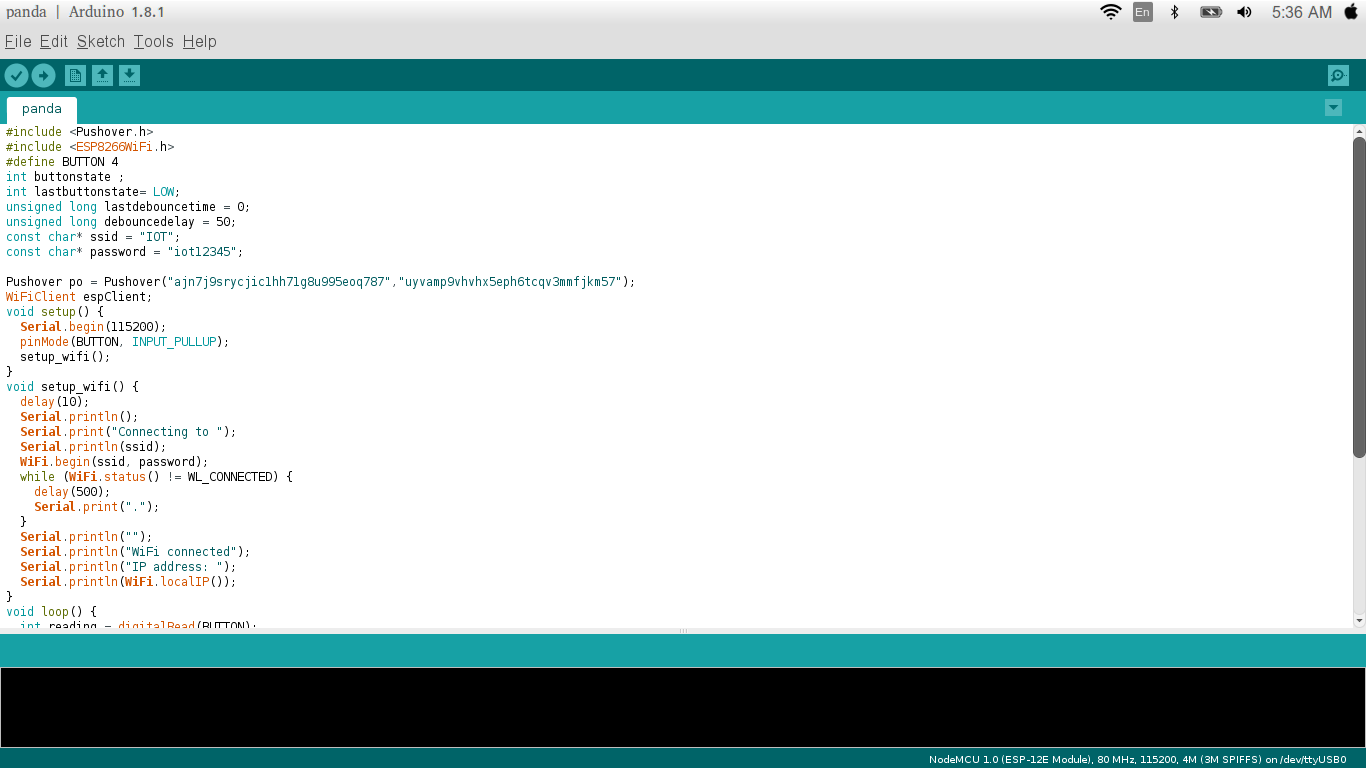 panda | Arduino 1.8.1
En
5:36 AM
File Edit Sketch Tools Help
panda
#include <Pushover.h>
#include <ESP8266WiFi.h>
#define BUTTON 4
int buttonstate ;
int lastbuttonstate= LOW;
unsigned long lastdebouncetime = 0;
unsigned long debouncedelay = 50;
const char* ssid = "IOT";
const char* password = "iot12345";
Pushover po = Pushover("ajn7j9srycjic1hh71g8u995eoq787","uyvamp9vhvhx5eph6tcqv3mmfjkm57");
WiFiClient espClient;
void setup() {
  Serial.begin(115200);
  pinMode(BUTTON, INPUT_PULLUP);
  setup_wifi();
}
void setup_wifi() {
  delay(10);
  Serial.println();
  Serial.print("Connecting to ");
  Serial.println(ssid);
  WiFi.begin(ssid, password);
  while (WiFi.status() != WL_CONNECTED) {
    delay(500);
    Serial.print(".");
  }
  Serial.println("");
  Serial.println("WiFi connected");
  Serial.println("IP address: ");
  Serial.println(WiFi.localIP());
}
void loop() {
  int reading = digitalRead(BUTTON);
NodeMCU 1.0 (ESP-12E Module), 80 MHz, 115200, 4M (3M SPIFFS) on /dev/ttyUSB0